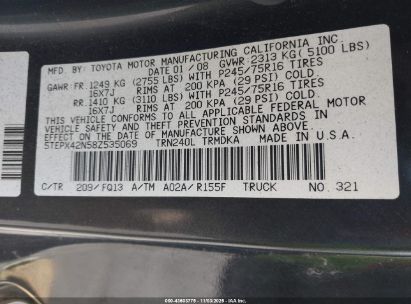 MFD. BY: TOYOTA MOTOR MANUFACTURING CALIFORNIA INC.
DATE 01/08 GVWR 2313 KG (5100 LBS)
GAWR: FR. 1249 KG (2755 LBS) WITH P245/75R16 TIRES
16X7J RIMS AT 200 KPA (29 PSI) COLD.
RR. 1410 KG (3110 LBS) WITH P245/75R16 TIRES
16X7J RIMS AT 200 KPA (29 PSI) COLD.
THIS VEHICLE CONFORMS TO ALL APPLICABLE FEDERAL MOTOR
VEHICLE SAFETY STANDARDS IN EFFECT ON THE DATE OF
MANUFACTURE SHOWN ABOVE.
5TEPX42N58Z535069 TRN240L TRMDKA MADE IN U.S.A.
C/TR 209/FQ13 A/TM A02A/R155F TRUCK NO. 321